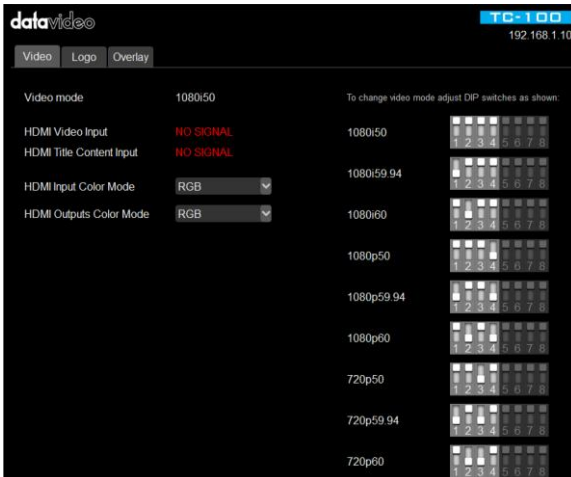 datavideo
TC-100
192.168.1.10
Video Logo Overlay
Video mode 1080i50 To change video mode adjust DIP switches as shown:
HDMI Video Input NO SIGNAL
HDMI Title Content Input NO SIGNAL
HDMI Input Color Mode RGB
HDMI Outputs Color Mode RGB
1080i50 1 2 3 4 5 6 7 8
1080i59.94 1 2 3 4 5 6 7 8
1080i60 1 2 3 4 5 6 7 8
1080p50 1 2 3 4 5 6 7 8
1080p59.94 1 2 3 4 5 6 7 8
1080p60 1 2 3 4 5 6 7 8
720p50 1 2 3 4 5 6 7 8
720p59.94 1 2 3 4 5 6 7 8
720p60 1 2 3 4 5 6 7 8